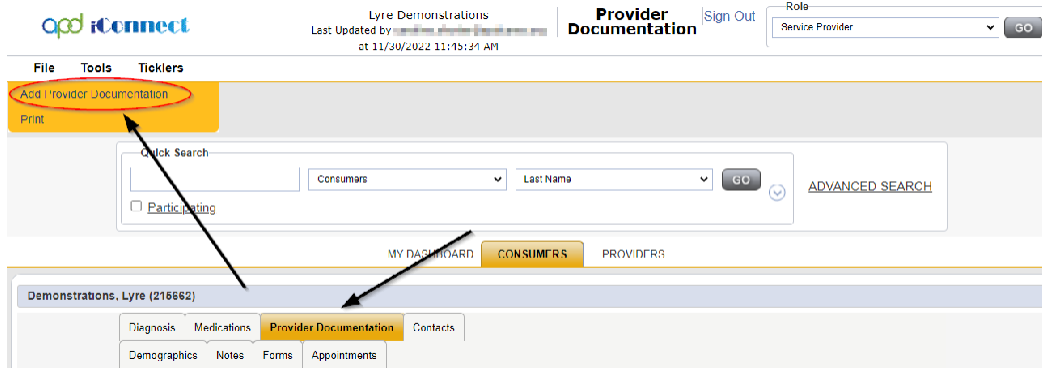 apd iConnect
Lyre Demonstrations
Last Updated by
at 11/30/2022 11:45:34 AM
Provider
Documentation
Sign Out
Role
Service Provider
GO
File Tools Ticklers
Add Provider Documentation
Print
Quick Search
Consumers
Last Name
GO
ADVANCED SEARCH
Participating
MY DASHBOARD CONSUMERS PROVIDERS
Demonstrations, Lyre (215662)
Diagnosis Medications Provider Documentation Contacts
Demographics Notes Forms Appointments